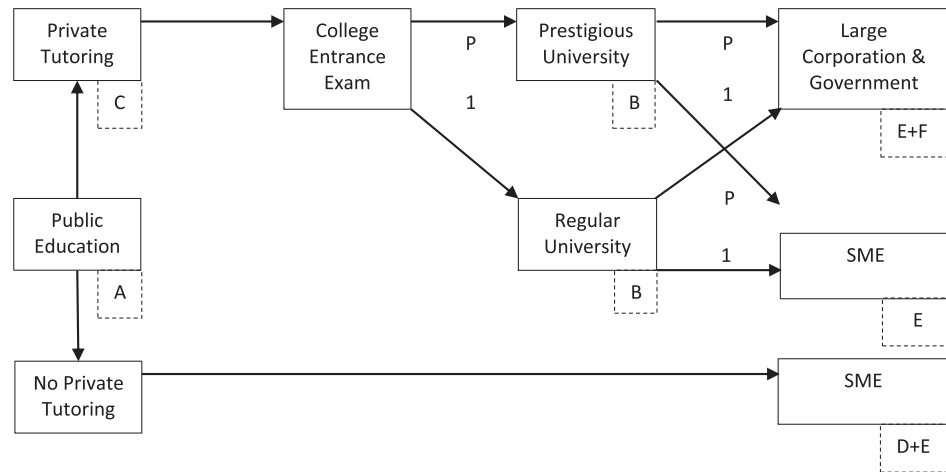 Private
Tutoring
C
College
Entrance
Exam
P
1
Prestigious
University
B
P
1
Large
Corporation &
Government
E+F
Public
Education
A
Regular
University
B
P
1
SME
E
No Private
Tutoring
SME
D+E